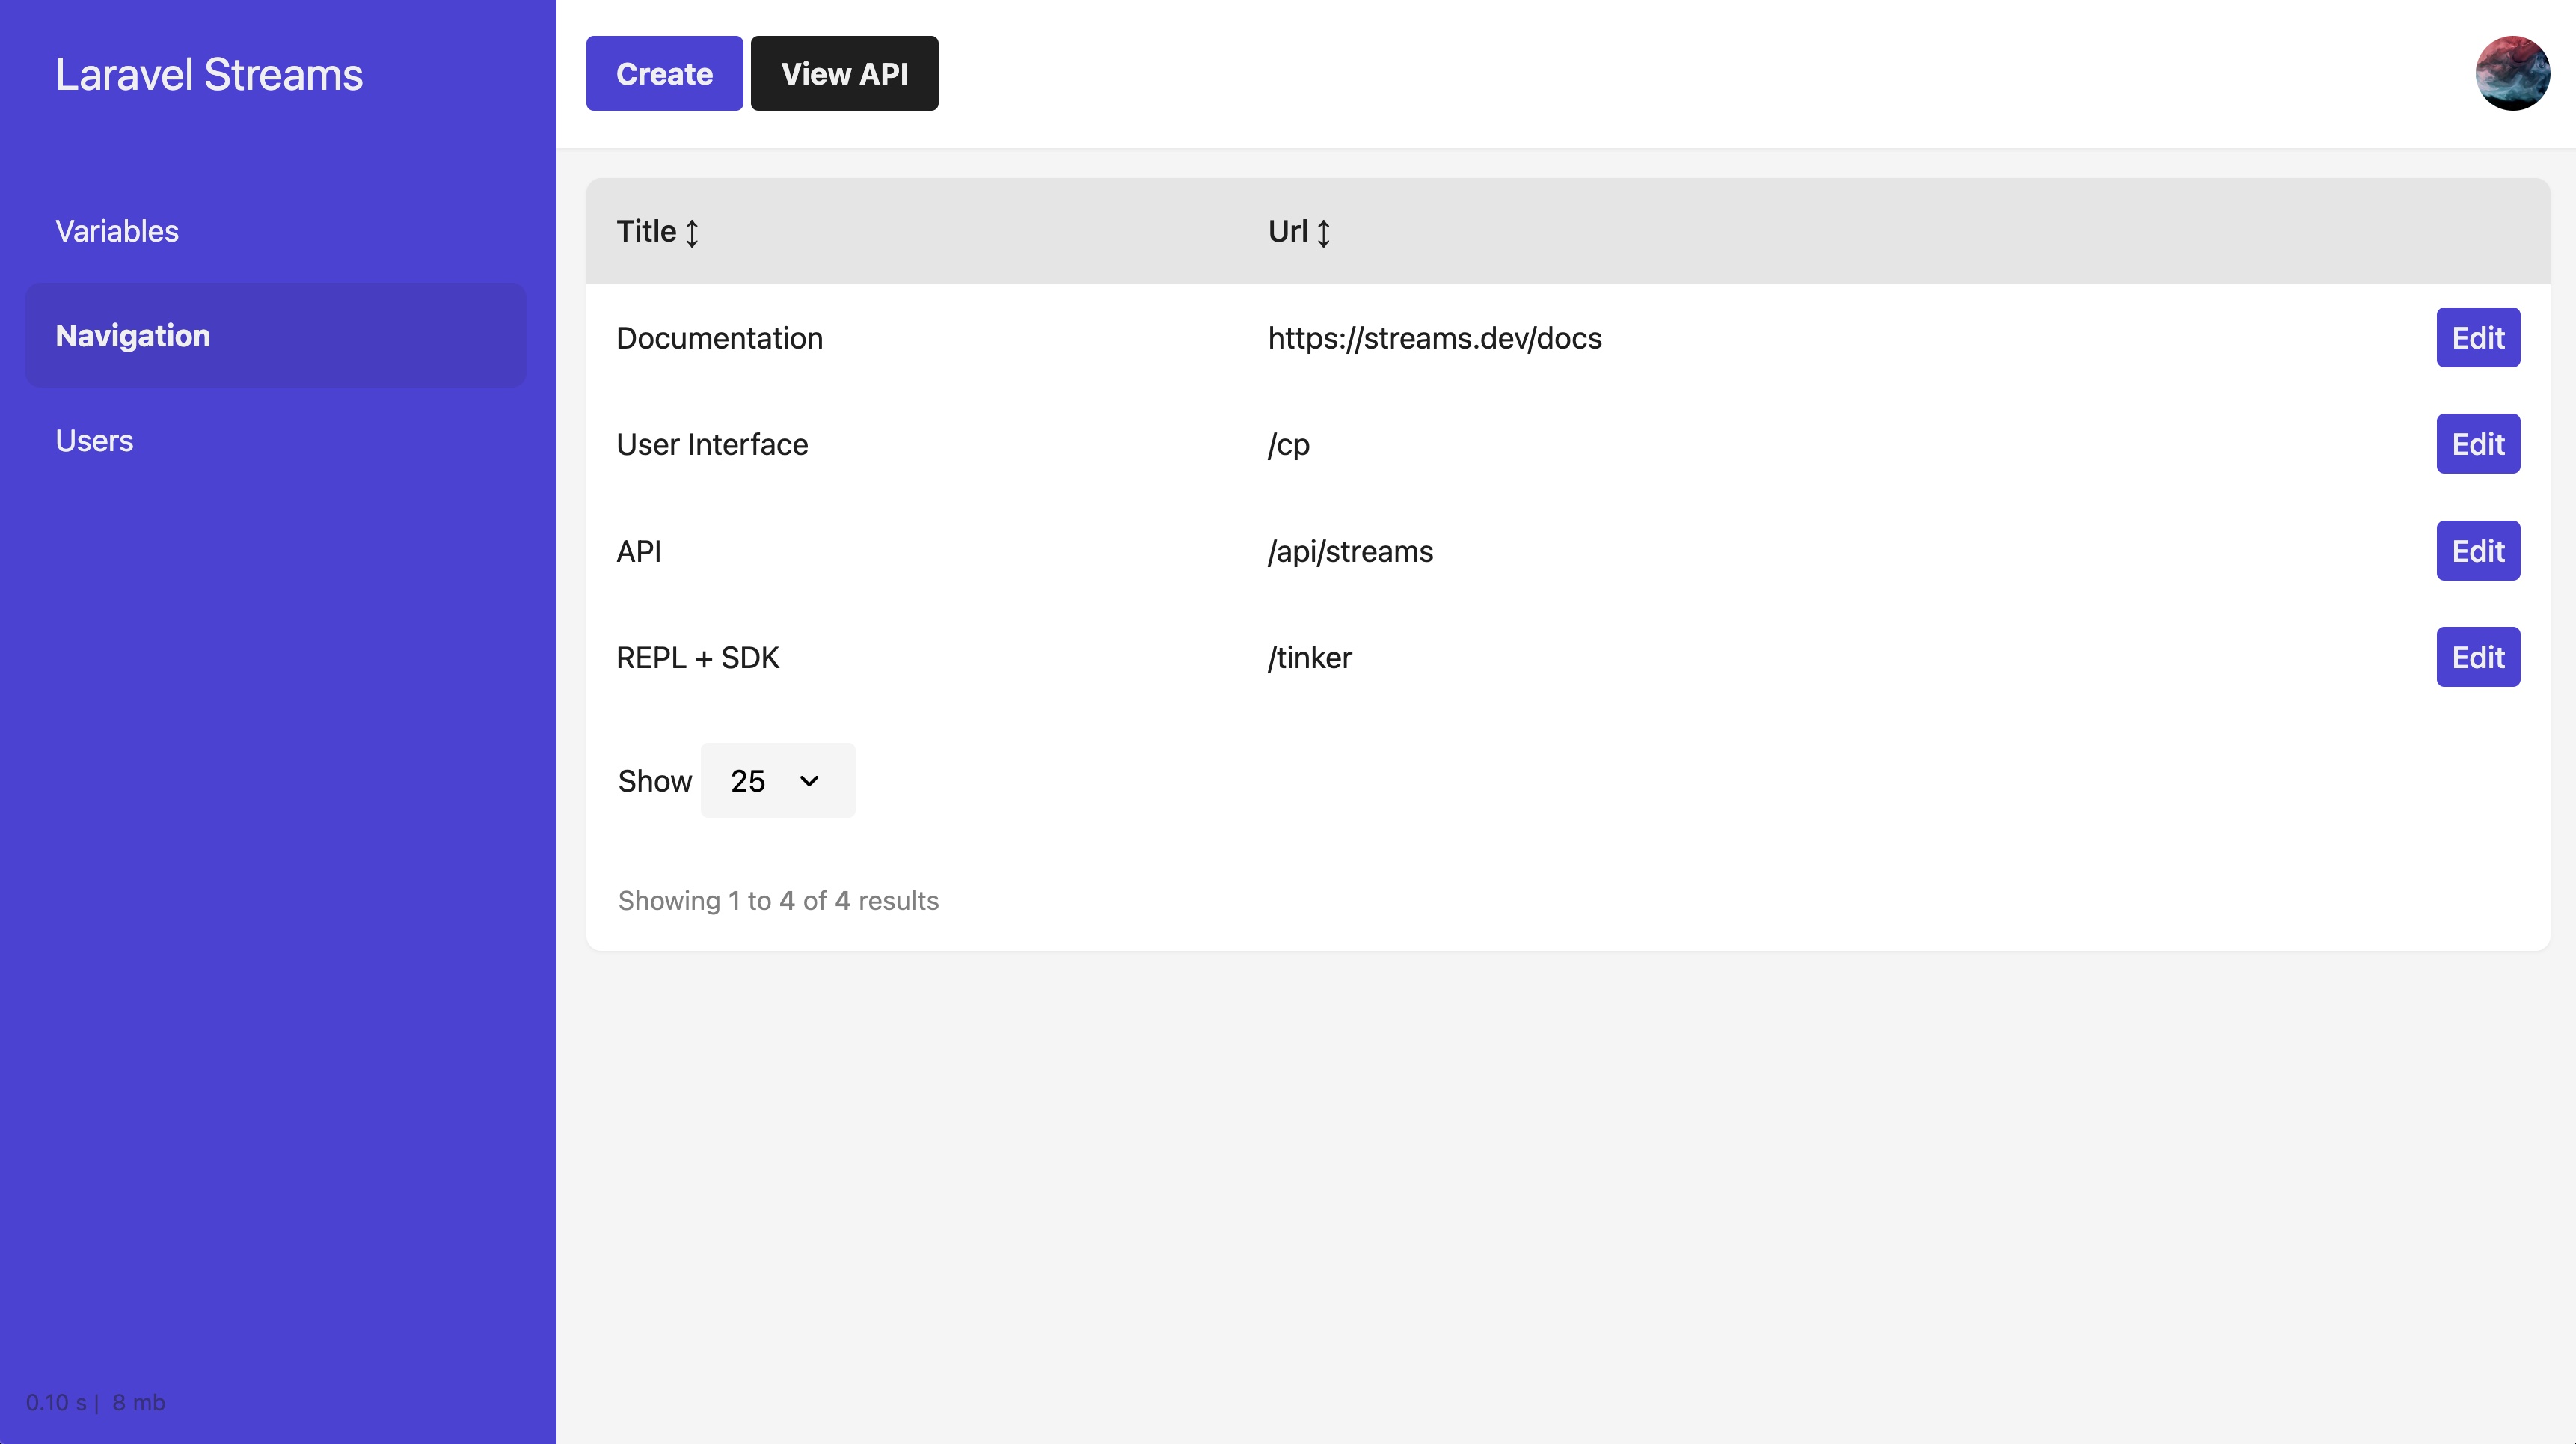 Laravel Streams
Create View API
Variables
Navigation
Users
Title ↕ Url ↕
Documentation https://streams.dev/docs Edit
User Interface /cp Edit
API /api/streams Edit
REPL + SDK /tinker Edit
Show 25
Showing 1 to 4 of 4 results
0.10 s | 8 mb